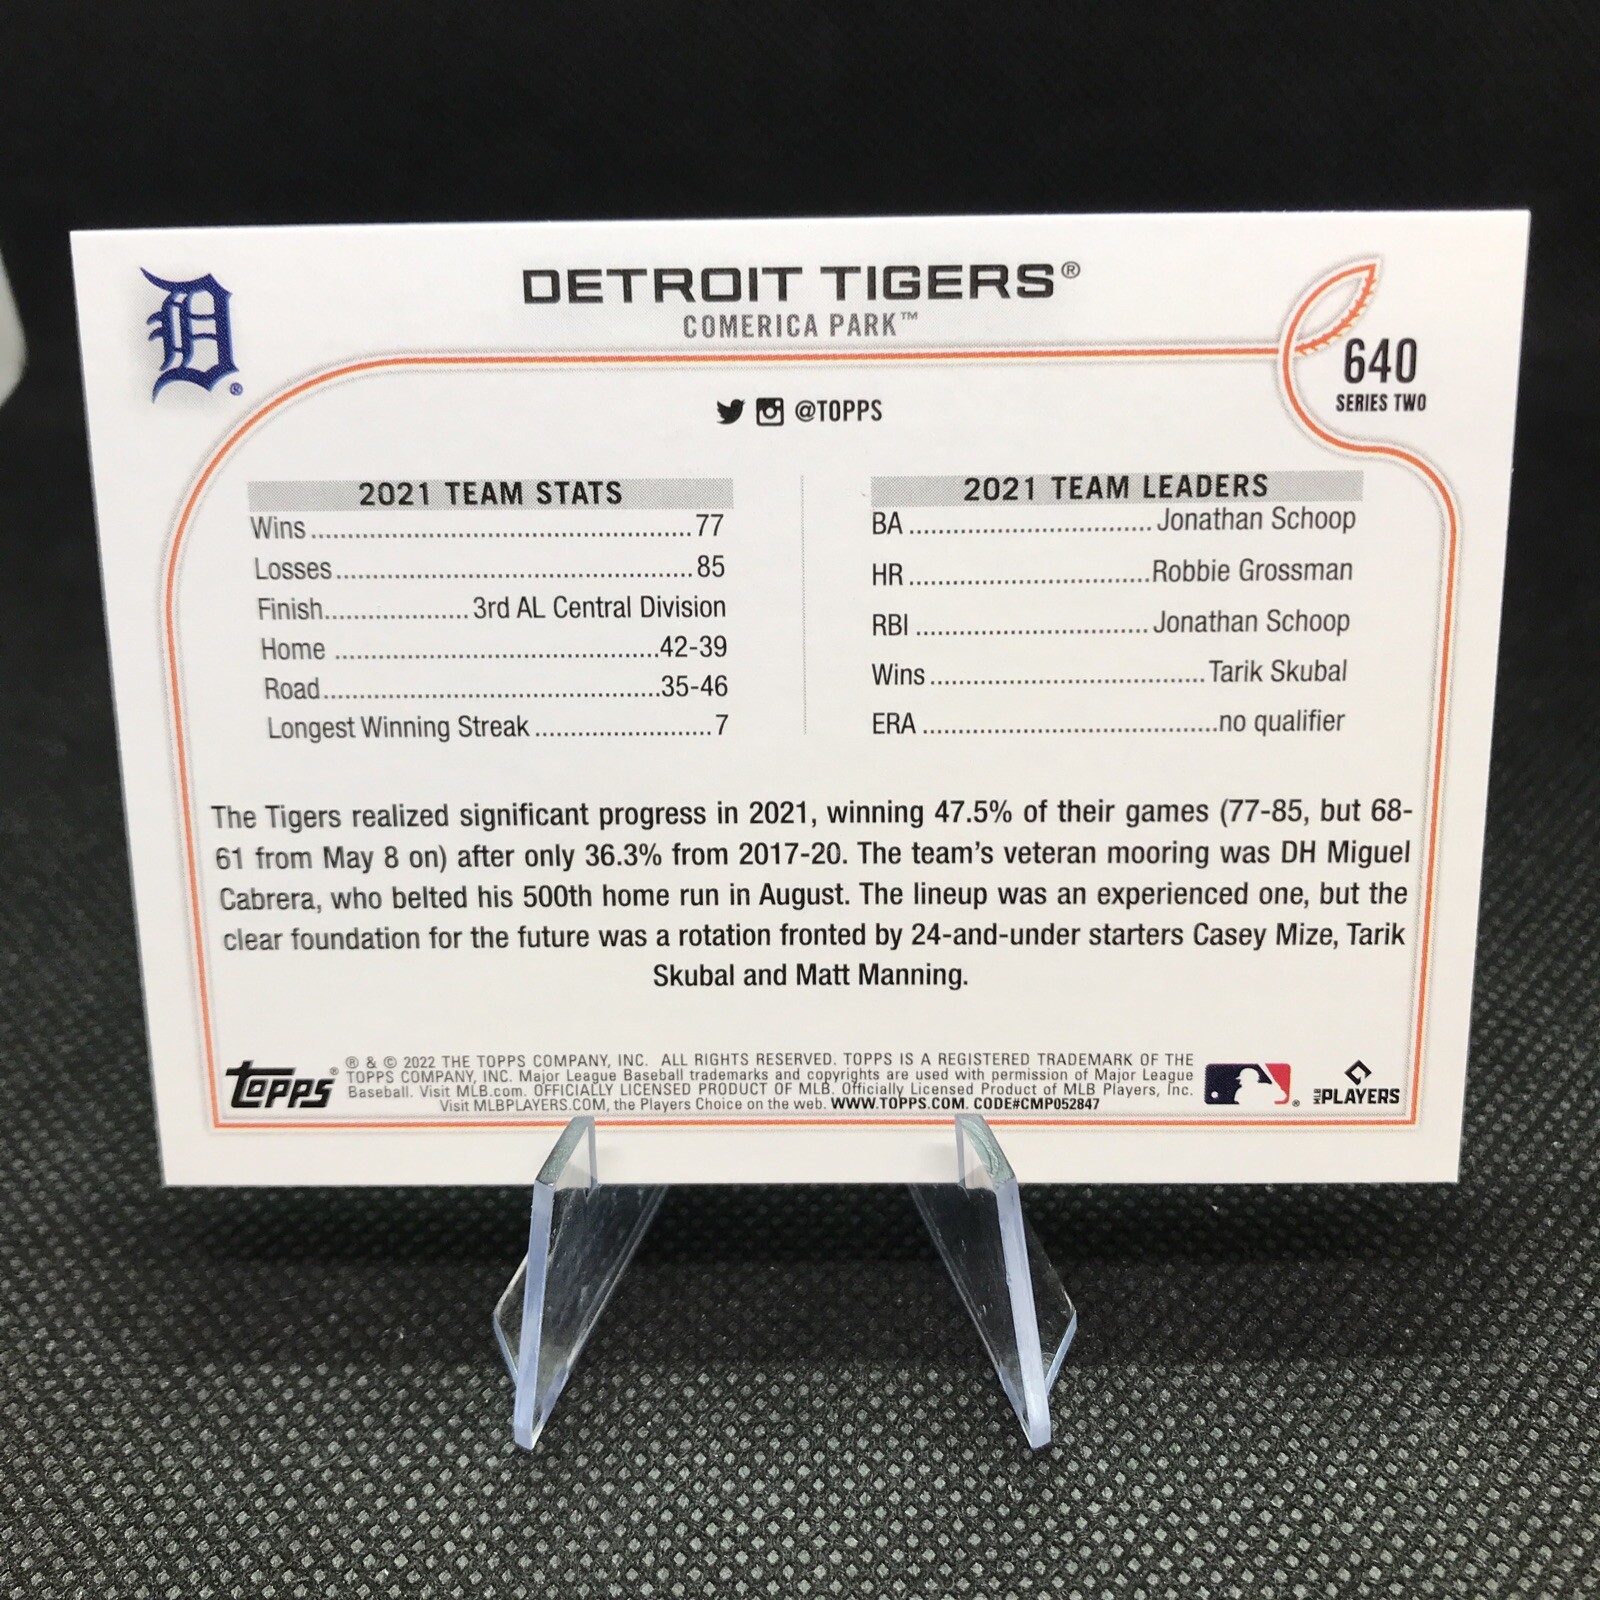 D®
DETROIT TIGERS®
COMERICA PARK™
640
SERIES TWO
@TOPPS
2021 TEAM STATS
Wins..............................................77
Losses...........................................85
Finish.................3rd AL Central Division
Home .......................................42-39
Road.........................................35-46
Longest Winning Streak .....................7
2021 TEAM LEADERS
BA .............................Jonathan Schoop
HR .............................Robbie Grossman
RBI ............................Jonathan Schoop
Wins .................................Tarik Skubal
ERA ....................................no qualifier
The Tigers realized significant progress in 2021, winning 47.5% of their games (77-85, but 68-
61 from May 8 on) after only 36.3% from 2017-20. The team's veteran mooring was DH Miguel
Cabrera, who belted his 500th home run in August. The lineup was an experienced one, but the
clear foundation for the future was a rotation fronted by 24-and-under starters Casey Mize, Tarik
Skubal and Matt Manning.
Topps®
® & © 2022 THE TOPPS COMPANY, INC. ALL RIGHTS RESERVED. TOPPS IS A REGISTERED TRADEMARK OF THE
TOPPS COMPANY, INC. Major League Baseball trademarks and copyrights are used with permission of Major League
Baseball. Visit MLB.com. OFFICIALLY LICENSED PRODUCT OF MLB. Officially Licensed Product of MLB Players, Inc.
Visit MLBPLAYERS.COM, the Players Choice on the web. WWW.TOPPS.COM. CODE#CMP052847
®
MLB PLAYERS